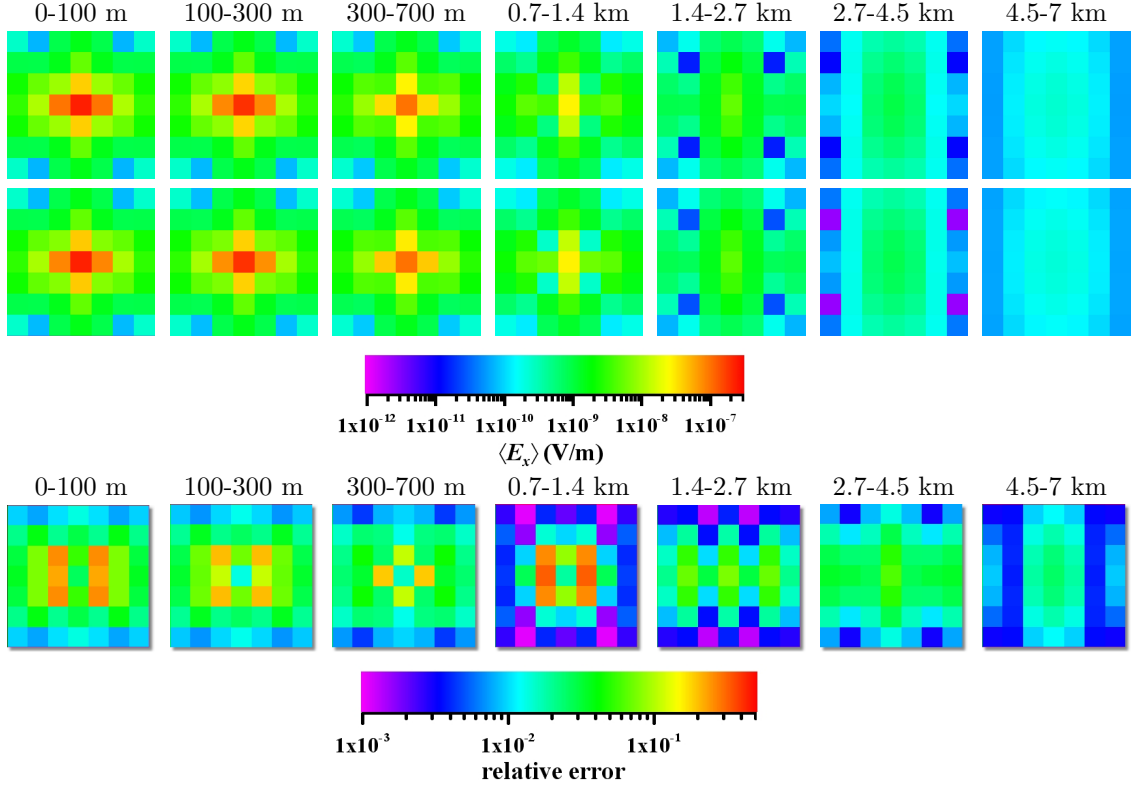 0-100 m 100-300 m 300-700 m 0.7-1.4 km 1.4-2.7 km 2.7-4.5 km 4.5-7 km
1x10⁻¹² 1x10⁻¹¹ 1x10⁻¹⁰ 1x10⁻⁹ 1x10⁻⁸ 1x10⁻⁷
⟨Eₓ⟩ (V/m)
0-100 m 100-300 m 300-700 m 0.7-1.4 km 1.4-2.7 km 2.7-4.5 km 4.5-7 km
1x10⁻³ 1x10⁻² 1x10⁻¹
relative error